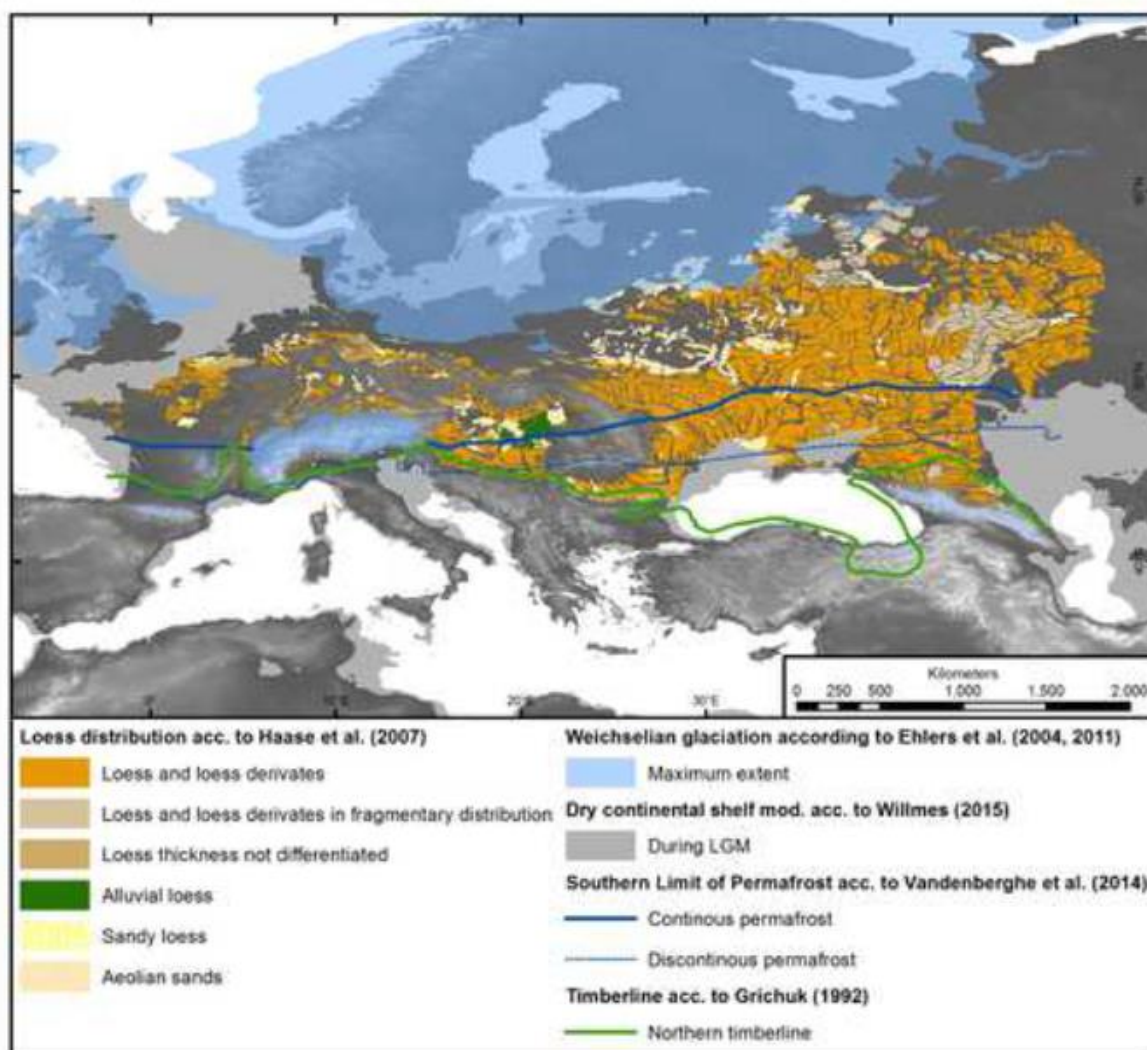 Kilometers
0 250 500 1.000 1.500 2.000
0°
20°E
30°E
Loess distribution acc. to Haase et al. (2007)
Loess and loess derivates
Loess and loess derivates in fragmentary distribution
Loess thickness not differentiated
Alluvial loess
Sandy loess
Aeolian sands
Weichselian glaciation according to Ehlers et al. (2004, 2011)
Maximum extent
Dry continental shelf mod. acc. to Willmes (2015)
During LGM
Southern Limit of Permafrost acc. to Vandenberghe et al. (2014)
Continous permafrost
Discontinous permafrost
Timberline acc. to Grichuk (1992)
Northern timberline